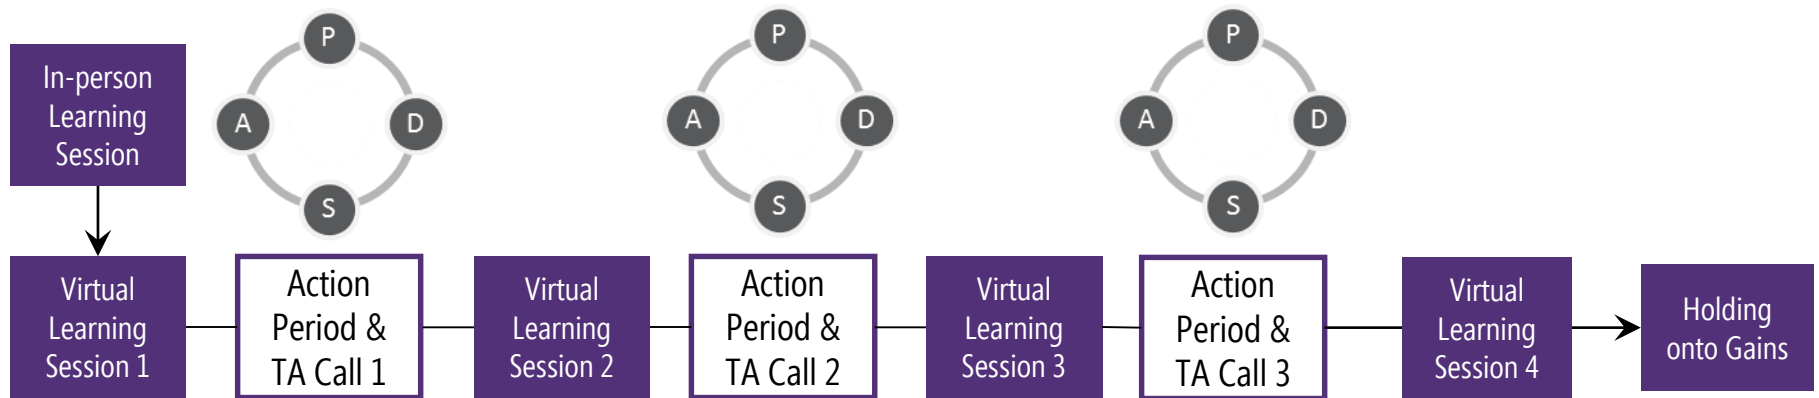 In-person
Learning
Session
P
A
D
S
P
A
D
S
P
A
D
S
Virtual
Learning
Session 1
Action
Period &
TA Call 1
Virtual
Learning
Session 2
Action
Period &
TA Call 2
Virtual
Learning
Session 3
Action
Period &
TA Call 3
Virtual
Learning
Session 4
Holding
onto Gains